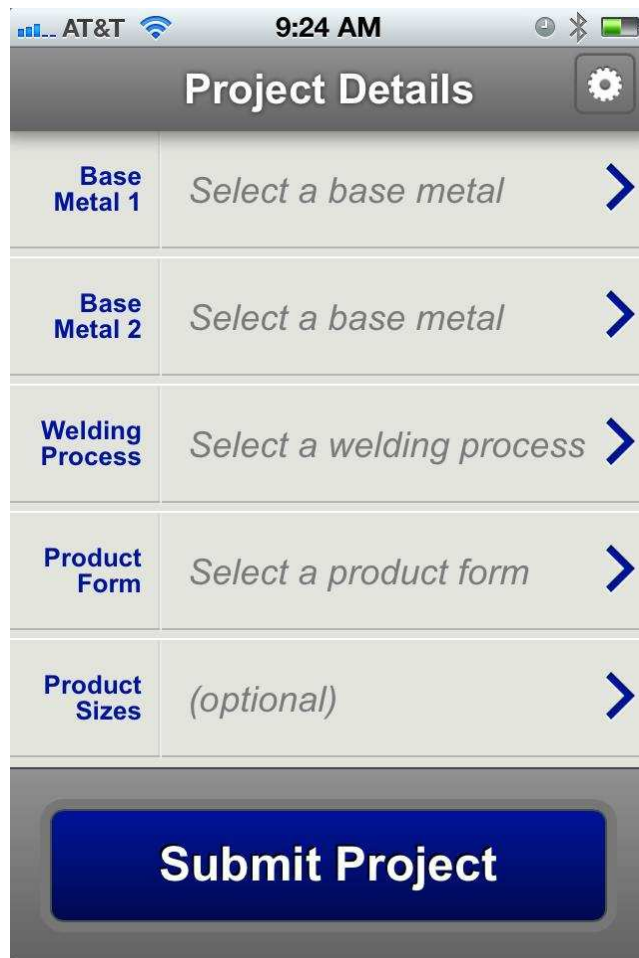 AT&T 9:24 AM
Project Details
Base
Metal 1
Select a base metal
Base
Metal 2
Select a base metal
Welding
Process
Select a welding process
Product
Form
Select a product form
Product
Sizes
(optional)
Submit Project